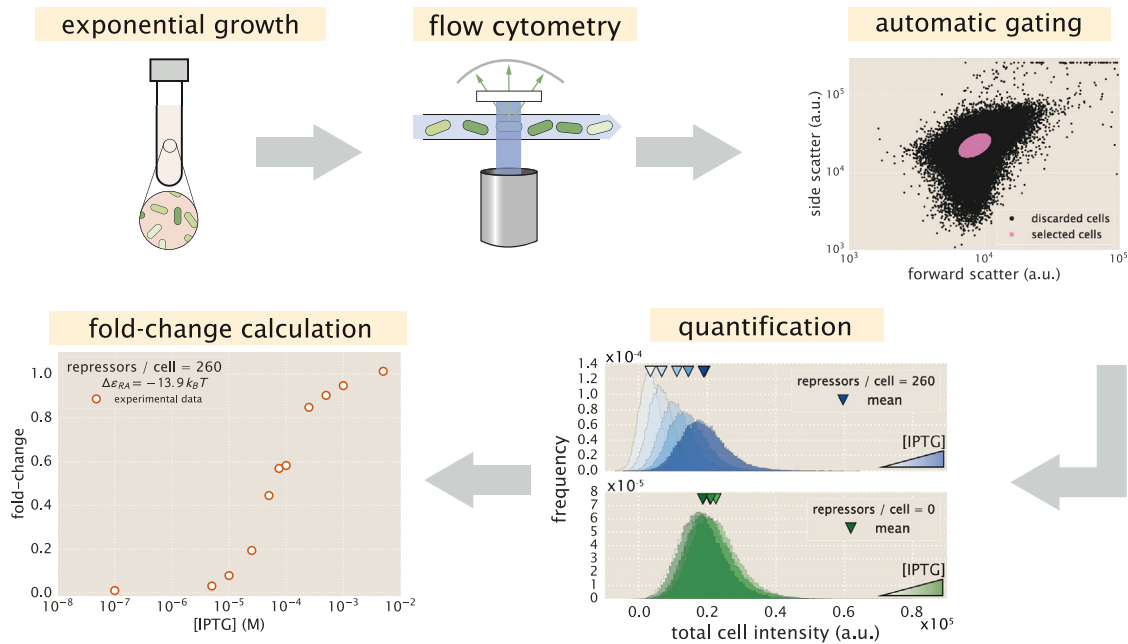 exponential growth
flow cytometry
automatic gating
side scatter (a.u.)
10⁵
10⁴
10³
discarded cells
selected cells
10³ 10⁴ 10⁵
forward scatter (a.u.)
fold-change calculation
fold-change
repressors / cell = 260
Δε_RA = −13.9 k_BT
experimental data
1.0
0.8
0.6
0.4
0.2
0.0
10⁻⁸ 10⁻⁷ 10⁻⁶ 10⁻⁵ 10⁻⁴ 10⁻³ 10⁻²
[IPTG] (M)
quantification
frequency
x10⁻⁴
1.4
1.2
1.0
0.8
0.6
0.4
0.2
0.0
repressors / cell = 260
mean
[IPTG]
x10⁻⁵
8
7
6
5
4
3
2
1
0
repressors / cell = 0
mean
[IPTG]
0.0 0.2 0.4 0.6 0.8
x10⁵
total cell intensity (a.u.)